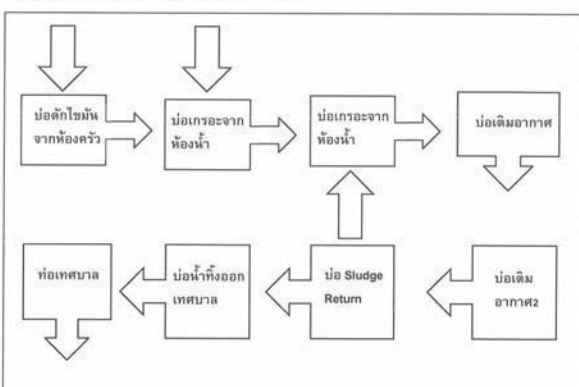 บ่อดักไขมัน
จากห้องครัว
บ่อเกรอะจาก
ห้องน้ำ
บ่อเกรอะจาก
ห้องน้ำ
บ่อเติมอากาศ
ท่อเทศบาล
บ่อน้ำทิ้งออก
เทศบาล
บ่อ Sludge
Return
บ่อเติม
อากาศ2